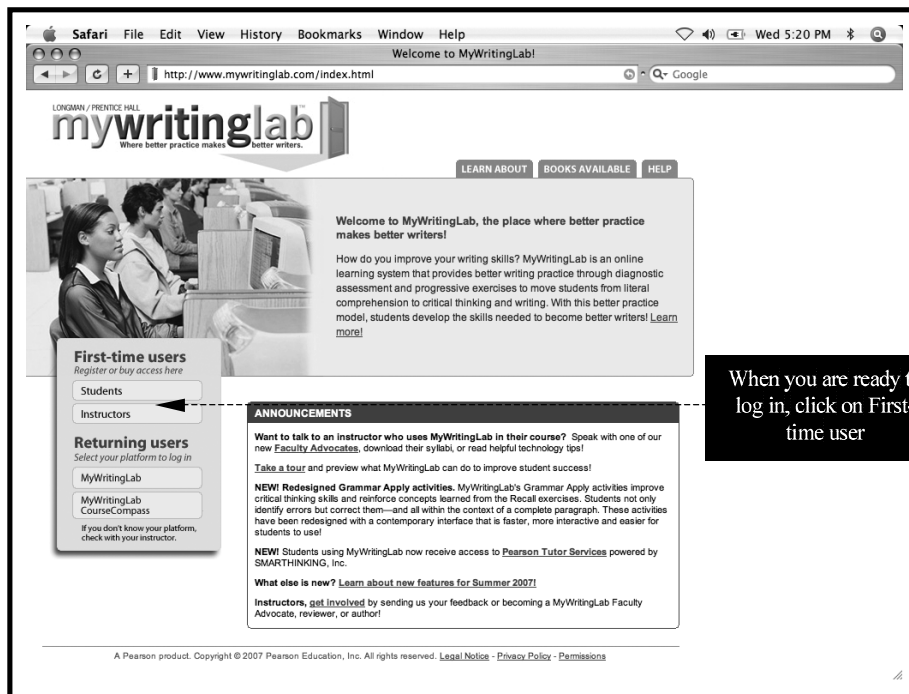 Safari File Edit View History Bookmarks Window Help Wed 5:20 PM
Welcome to MyWritingLab!
http://www.mywritinglab.com/index.html Google
LONGMAN / PRENTICE HALL
mywritinglab™
Where better practice makes better writers.
LEARN ABOUT BOOKS AVAILABLE HELP
Welcome to MyWritingLab, the place where better practice
makes better writers!
How do you improve your writing skills? MyWritingLab is an online
learning system that provides better writing practice through diagnostic
assessment and progressive exercises to move students from literal
comprehension to critical thinking and writing. With this better practice
model, students develop the skills needed to become better writers! Learn
more!
First-time users
Register or buy access here
Students
Instructors
Returning users
Select your platform to log in
MyWritingLab
MyWritingLab
CourseCompass
If you don't know your platform,
check with your instructor.
When you are ready t
log in, click on First-
time user
ANNOUNCEMENTS
Want to talk to an instructor who uses MyWritingLab in their course? Speak with one of our
new Faculty Advocates, download their syllabi, or read helpful technology tips!
Take a tour and preview what MyWritingLab can do to improve student success!
NEW! Redesigned Grammar Apply activities. MyWritingLab's Grammar Apply activities improve
critical thinking skills and reinforce concepts learned from the Recall exercises. Students not only
identify errors but correct them—and all within the context of a complete paragraph. These activities
have been redesigned with a contemporary interface that is faster, more interactive and easier for
students to use!
NEW! Students using MyWritingLab now receive access to Pearson Tutor Services powered by
SMARTHINKING, Inc.
What else is new? Learn about new features for Summer 2007!
Instructors, get involved by sending us your feedback or becoming a MyWritingLab Faculty
Advocate, reviewer, or author!
A Pearson product. Copyright © 2007 Pearson Education, Inc. All rights reserved. Legal Notice - Privacy Policy - Permissions